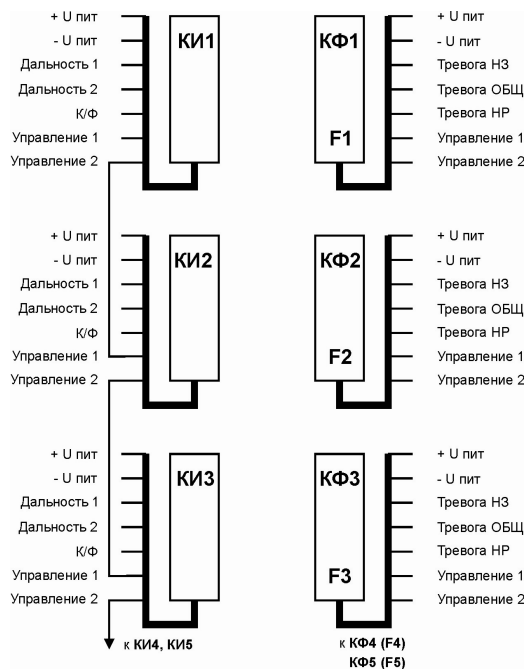 + U пит
- U пит
Дальность 1
Дальность 2
К/Ф
Управление 1
Управление 2
КИ1
КФ1
F1
+ U пит
- U пит
Тревога НЗ
Тревога ОБЩ
Тревога НР
Управление 1
Управление 2
+ U пит
- U пит
Дальность 1
Дальность 2
К/Ф
Управление 1
Управление 2
КИ2
КФ2
F2
+ U пит
- U пит
Тревога НЗ
Тревога ОБЩ
Тревога НР
Управление 1
Управление 2
+ U пит
- U пит
Дальность 1
Дальность 2
К/Ф
Управление 1
Управление 2
КИ3
КФ3
F3
+ U пит
- U пит
Тревога НЗ
Тревога ОБЩ
Тревога НР
Управление 1
Управление 2
к КИ4, КИ5
к КФ4 (F4)
КФ5 (F5)